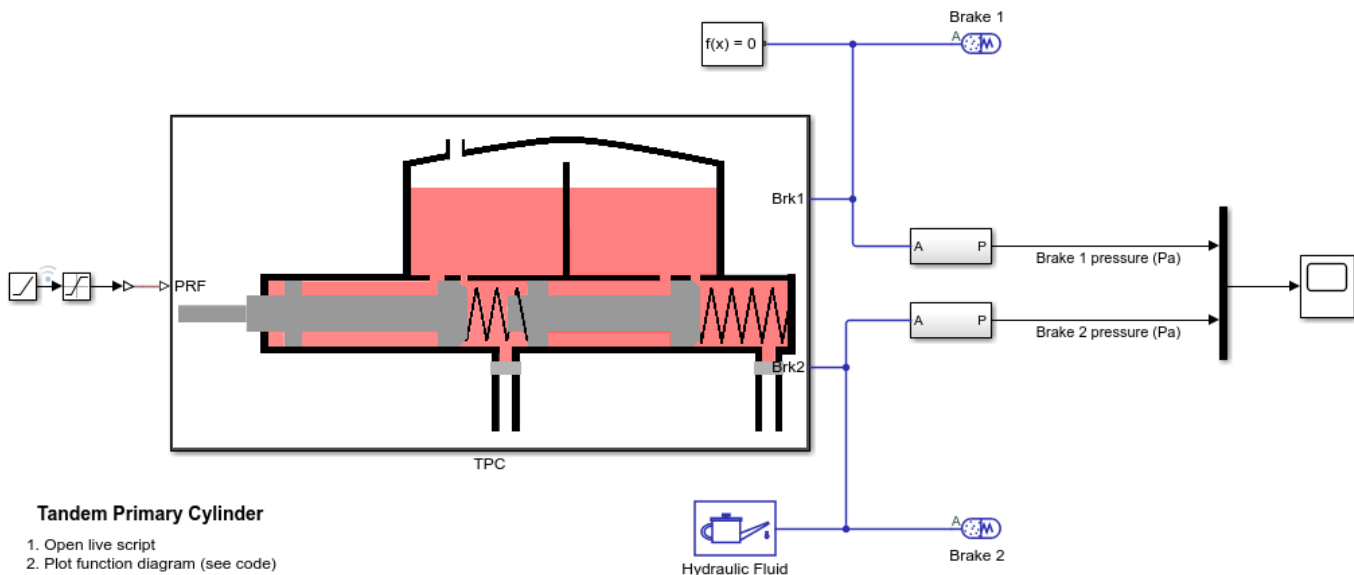 Brake 1
A
f(x) = 0
Brk1
A P
Brake 1 pressure (Pa)
PRF
A P
Brake 2 pressure (Pa)
Brk2
TPC
Tandem Primary Cylinder
1. Open live script
2. Plot function diagram (see code)
A
Brake 2
Hydraulic Fluid